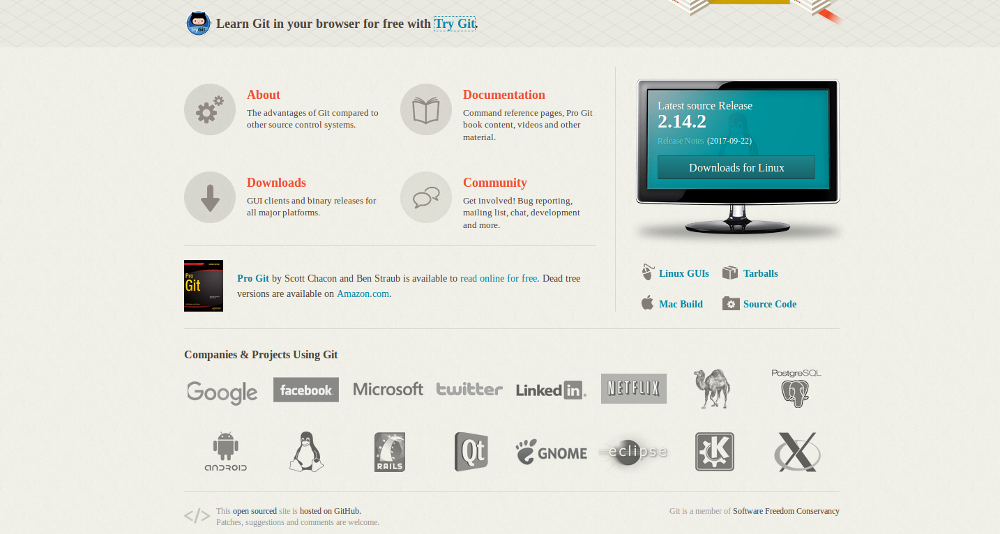 tryGit
Learn Git in your browser for free with Try Git.
About
The advantages of Git compared to
other source control systems.
Documentation
Command reference pages, Pro Git
book content, videos and other
material.
Latest source Release
2.14.2
Release Notes (2017-09-22)
Downloads for Linux
Downloads
GUI clients and binary releases for
all major platforms.
Community
Get involved! Bug reporting,
mailing list, chat, development
and more.
Pro
Git
Pro Git by Scott Chacon and Ben Straub is available to read online for free. Dead tree
versions are available on Amazon.com.
Linux GUIs
Tarballs
Mac Build
Source Code
Companies & Projects Using Git
Google
facebook
Microsoft
twitter
Linked in
NETFLIX
PostgreSQL
ANDROID
RAILS
Qt
GNOME
eclipse
K
X
This open sourced site is hosted on GitHub.
Patches, suggestions and comments are welcome.
Git is a member of Software Freedom Conservancy